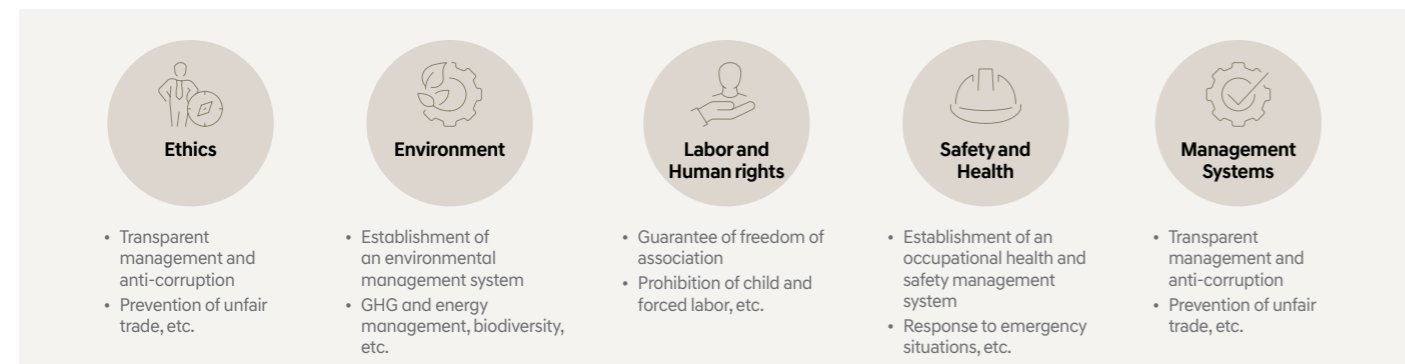 Ethics
• Transparent
management and
anti-corruption
• Prevention of unfair
trade, etc.
Environment
• Establishment of
an environmental
management system
• GHG and energy
management, biodiversity,
etc.
Labor and
Human rights
• Guarantee of freedom of
association
• Prohibition of child and
forced labor, etc.
Safety and
Health
• Establishment of an
occupational health and
safety management
system
• Response to emergency
situations, etc.
Management
Systems
• Transparent
management and
anti-corruption
• Prevention of unfair
trade, etc.